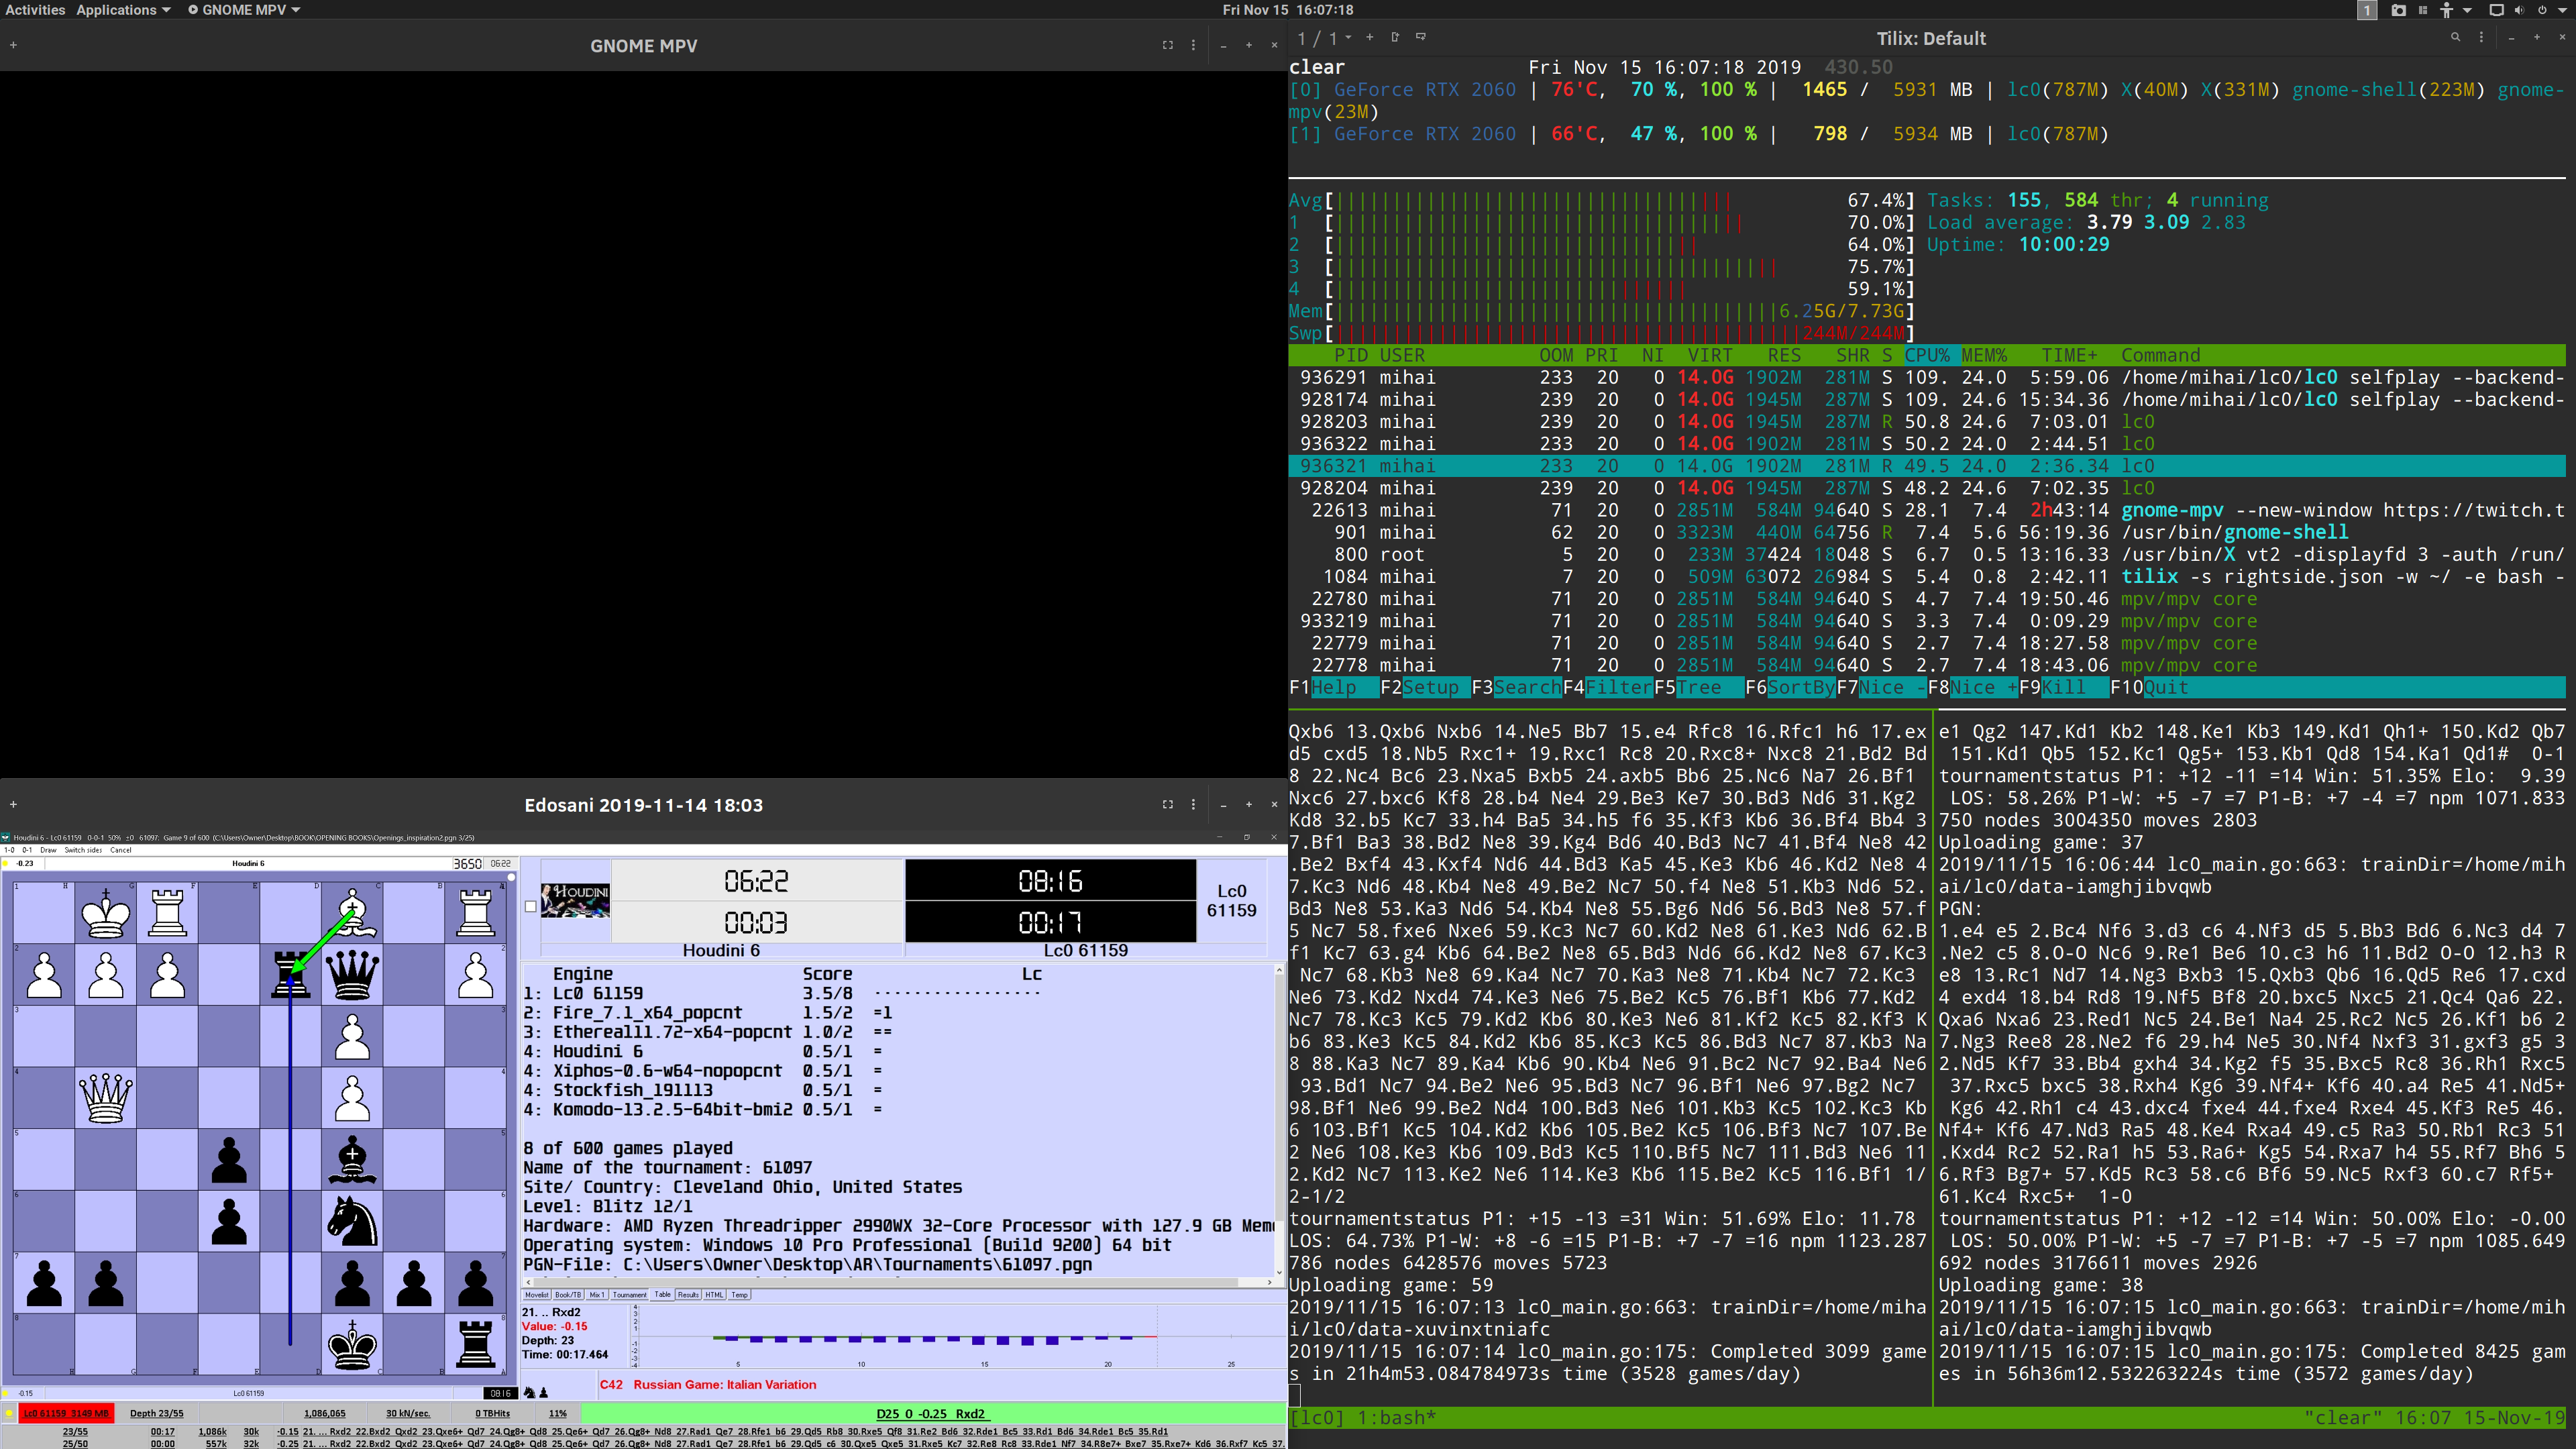 Activities Applications GNOME MPV
Fri Nov 15 16:07:18
1
GNOME MPV
Edosani 2019-11-14 18:03
Houdini 6 - Lc0 61159 0-0-1 50% ±0 61097: Game 9 of 600 (C:\Users\Owner\Desktop\BOOK\OPENING BOOKS\Openings_inspiration2.pgn 3/25)
1-0 0-1 Draw Switch sides Cancel
-0.23 Houdini 6 3650 06:22
06:22 08:16
00:03 00:17
HOUDINI
Lc0
61159
Houdini 6 Lc0 61159
Engine Score Lc
1: Lc0 61159 3.5/8 - - - - - - - - - - - - - - - - -
2: Fire_7.1_x64_popcnt 1.5/2 =1
3: Ethereal11.72-x64-popcnt 1.0/2 ==
4: Houdini 6 0.5/1 =
4: Xiphos-0.6-w64-nopopcnt 0.5/1 =
4: Stockfish_191113 0.5/1 =
4: Komodo-13.2.5-64bit-bmi2 0.5/1 =
8 of 600 games played
Name of the tournament: 61097
Site/ Country: Cleveland Ohio, United States
Level: Blitz 12/1
Hardware: AMD Ryzen Threadripper 2990WX 32-Core Processor with 127.9 GB Mem
Operating system: Windows 10 Pro Professional (Build 9200) 64 bit
PGN-File: C:\Users\Owner\Desktop\AR\Tournaments\61097.pgn
Movelist Book/TB Mix 1 Tournament Table Results HTML Temp
21. .. Rxd2
Value: -0.15
Depth: 23
Time: 00:17.464
5 10 15 20 25
C42 Russian Game: Italian Variation
-0.15 Lc0 61159 08:16
Lc0 61159 3149 MB Depth 23/55 1,086,065 30 kN/sec. 0 TBHits 11% D25 0 -0.25 Rxd2
23/55 00:17 1,086k 30k -0.15 21. ... Rxd2 22.Bxd2 Qxd2 23.Qxe6+ Qd7 24.Qg8+ Qd8 25.Qe6+ Qd7 26.Qg8+ Nd8 27.Rad1 Qe7 28.Rfe1 b6 29.Qd5 Rb8 30.Rxe5 Qf8 31.Re2 Bd6 32.Rde1 Bc5 33.Rd1 Bd6 34.Rde1 Bc5 35.Rd1
25/50 00:00 557k 32k -0.25 21. ... Rxd2 22.Bxd2 Qxd2 23.Qxe6+ Qd7 24.Qg8+ Qd8 25.Qe6+ Qd7 26.Qg8+ Nd8 27.Rad1 Qe7 28.Rfe1 b6 29.Qd5 c6 30.Qxe5 Qxe5 31.Rxe5 Kc7 32.Re8 Rc8 33.Rde1 Nf7 34.R8e7+ Bxe7 35.Rxe7+ Kd6 36.Rxf7 Kc5 37.
1 / 1
Tilix: Default
clear Fri Nov 15 16:07:18 2019 430.50
[0] GeForce RTX 2060 | 76'C, 70 %, 100 % | 1465 / 5931 MB | lc0(787M) X(40M) X(331M) gnome-shell(223M) gnome-
mpv(23M)
[1] GeForce RTX 2060 | 66'C, 47 %, 100 % | 798 / 5934 MB | lc0(787M)
Avg[ 67.4%] Tasks: 155, 584 thr; 4 running
1 [ 70.0%] Load average: 3.79 3.09 2.83
2 [ 64.0%] Uptime: 10:00:29
3 [ 75.7%]
4 [ 59.1%]
Mem[ 6.25G/7.73G]
Swp[ 244M/244M]
PID USER OOM PRI NI VIRT RES SHR S CPU% MEM% TIME+ Command
936291 mihai 233 20 0 14.0G 1902M 281M S 109. 24.0 5:59.06 /home/mihai/lc0/lc0 selfplay --backend-
928174 mihai 239 20 0 14.0G 1945M 287M S 109. 24.6 15:34.36 /home/mihai/lc0/lc0 selfplay --backend-
928203 mihai 239 20 0 14.0G 1945M 287M R 50.8 24.6 7:03.01 lc0
936322 mihai 233 20 0 14.0G 1902M 281M S 50.2 24.0 2:44.51 lc0
936321 mihai 233 20 0 14.0G 1902M 281M R 49.5 24.0 2:36.34 lc0
928204 mihai 239 20 0 14.0G 1945M 287M S 48.2 24.6 7:02.35 lc0
22613 mihai 71 20 0 2851M 584M 94640 S 28.1 7.4 2h43:14 gnome-mpv --new-window https://twitch.t
901 mihai 62 20 0 3323M 440M 64756 R 7.4 5.6 56:19.36 /usr/bin/gnome-shell
800 root 5 20 0 233M 37424 18048 S 6.7 0.5 13:16.33 /usr/bin/X vt2 -displayfd 3 -auth /run/
1084 mihai 7 20 0 509M 63072 26984 S 5.4 0.8 2:42.11 tilix -s rightside.json -w ~/ -e bash -
22780 mihai 71 20 0 2851M 584M 94640 S 4.7 7.4 19:50.46 mpv/mpv core
933219 mihai 71 20 0 2851M 584M 94640 S 3.3 7.4 0:09.29 mpv/mpv core
22779 mihai 71 20 0 2851M 584M 94640 S 2.7 7.4 18:27.58 mpv/mpv core
22778 mihai 71 20 0 2851M 584M 94640 S 2.7 7.4 18:43.06 mpv/mpv core
F1Help F2Setup F3SearchF4FilterF5Tree F6SortByF7Nice -F8Nice +F9Kill F10Quit
Qxb6 13.Qxb6 Nxb6 14.Ne5 Bb7 15.e4 Rfc8 16.Rfc1 h6 17.ex
d5 cxd5 18.Nb5 Rxc1+ 19.Rxc1 Rc8 20.Rxc8+ Nxc8 21.Bd2 Bd
8 22.Nc4 Bc6 23.Nxa5 Bxb5 24.axb5 Bb6 25.Nc6 Na7 26.Bf1
Nxc6 27.bxc6 Kf8 28.b4 Ne4 29.Be3 Ke7 30.Bd3 Nd6 31.Kg2
Kd8 32.b5 Kc7 33.h4 Ba5 34.h5 f6 35.Kf3 Kb6 36.Bf4 Bb4 3
7.Bf1 Ba3 38.Bd2 Ne8 39.Kg4 Bd6 40.Bd3 Nc7 41.Bf4 Ne8 42
.Be2 Bxf4 43.Kxf4 Nd6 44.Bd3 Ka5 45.Ke3 Kb6 46.Kd2 Ne8 4
7.Kc3 Nd6 48.Kb4 Ne8 49.Be2 Nc7 50.f4 Ne8 51.Kb3 Nd6 52.
Bd3 Ne8 53.Ka3 Nd6 54.Kb4 Ne8 55.Bg6 Nd6 56.Bd3 Ne8 57.f
5 Nc7 58.fxe6 Nxe6 59.Kc3 Nc7 60.Kd2 Ne8 61.Ke3 Nd6 62.B
f1 Kc7 63.g4 Kb6 64.Be2 Ne8 65.Bd3 Nd6 66.Kd2 Ne8 67.Kc3
Nc7 68.Kb3 Ne8 69.Ka4 Nc7 70.Ka3 Ne8 71.Kb4 Nc7 72.Kc3
Ne6 73.Kd2 Nxd4 74.Ke3 Ne6 75.Be2 Kc5 76.Bf1 Kb6 77.Kd2
Nc7 78.Kc3 Kc5 79.Kd2 Kb6 80.Ke3 Ne6 81.Kf2 Kc5 82.Kf3 K
b6 83.Ke3 Kc5 84.Kd2 Kb6 85.Kc3 Kc5 86.Bd3 Nc7 87.Kb3 Na
8 88.Ka3 Nc7 89.Ka4 Kb6 90.Kb4 Ne6 91.Bc2 Nc7 92.Ba4 Ne6
93.Bd1 Nc7 94.Be2 Ne6 95.Bd3 Nc7 96.Bf1 Ne6 97.Bg2 Nc7
98.Bf1 Ne6 99.Be2 Nd4 100.Bd3 Ne6 101.Kb3 Kc5 102.Kc3 Kb
6 103.Bf1 Kc5 104.Kd2 Kb6 105.Be2 Kc5 106.Bf3 Nc7 107.Be
2 Ne6 108.Ke3 Kb6 109.Bd3 Kc5 110.Bf5 Nc7 111.Bd3 Ne6 11
2.Kd2 Nc7 113.Ke2 Ne6 114.Ke3 Kb6 115.Be2 Kc5 116.Bf1 1/
2-1/2
tournamentstatus P1: +15 -13 =31 Win: 51.69% Elo: 11.78
LOS: 64.73% P1-W: +8 -6 =15 P1-B: +7 -7 =16 npm 1123.287
786 nodes 6428576 moves 5723
Uploading game: 59
2019/11/15 16:07:13 lc0_main.go:663: trainDir=/home/miha
i/lc0/data-xuvinxtniafc
2019/11/15 16:07:14 lc0_main.go:175: Completed 3099 game
s in 21h4m53.084784973s time (3528 games/day)
e1 Qg2 147.Kd1 Kb2 148.Ke1 Kb3 149.Kd1 Qh1+ 150.Kd2 Qb7
151.Kd1 Qb5 152.Kc1 Qg5+ 153.Kb1 Qd8 154.Ka1 Qd1# 0-1
tournamentstatus P1: +12 -11 =14 Win: 51.35% Elo: 9.39
LOS: 58.26% P1-W: +5 -7 =7 P1-B: +7 -4 =7 npm 1071.833
750 nodes 3004350 moves 2803
Uploading game: 37
2019/11/15 16:06:44 lc0_main.go:663: trainDir=/home/mih
ai/lc0/data-iamghjibvqwb
PGN:
1.e4 e5 2.Bc4 Nf6 3.d3 c6 4.Nf3 d5 5.Bb3 Bd6 6.Nc3 d4 7
.Ne2 c5 8.O-O Nc6 9.Re1 Be6 10.c3 h6 11.Bd2 O-O 12.h3 R
e8 13.Rc1 Nd7 14.Ng3 Bxb3 15.Qxb3 Qb6 16.Qd5 Re6 17.cxd
4 exd4 18.b4 Rd8 19.Nf5 Bf8 20.bxc5 Nxc5 21.Qc4 Qa6 22.
Qxa6 Nxa6 23.Red1 Nc5 24.Be1 Na4 25.Rc2 Nc5 26.Kf1 b6 2
7.Ng3 Ree8 28.Ne2 f6 29.h4 Ne5 30.Nf4 Nxf3 31.gxf3 g5 3
2.Nd5 Kf7 33.Bb4 gxh4 34.Kg2 f5 35.Bxc5 Rc8 36.Rh1 Rxc5
37.Rxc5 bxc5 38.Rxh4 Kg6 39.Nf4+ Kf6 40.a4 Re5 41.Nd5+
Kg6 42.Rh1 c4 43.dxc4 fxe4 44.fxe4 Rxe4 45.Kf3 Re5 46.
Nf4+ Kf6 47.Nd3 Ra5 48.Ke4 Rxa4 49.c5 Ra3 50.Rb1 Rc3 51
.Kxd4 Rc2 52.Ra1 h5 53.Ra6+ Kg5 54.Rxa7 h4 55.Rf7 Bh6 5
6.Rf3 Bg7+ 57.Kd5 Rc3 58.c6 Bf6 59.Nc5 Rxf3 60.c7 Rf5+
61.Kc4 Rxc5+ 1-0
tournamentstatus P1: +12 -12 =14 Win: 50.00% Elo: -0.00
LOS: 50.00% P1-W: +5 -7 =7 P1-B: +7 -5 =7 npm 1085.649
692 nodes 3176611 moves 2926
Uploading game: 38
2019/11/15 16:07:15 lc0_main.go:663: trainDir=/home/mih
ai/lc0/data-iamghjibvqwb
2019/11/15 16:07:15 lc0_main.go:175: Completed 8425 gam
es in 56h36m12.532263224s time (3572 games/day)
[lc0] 1:bash* "clear" 16:07 15-Nov-19